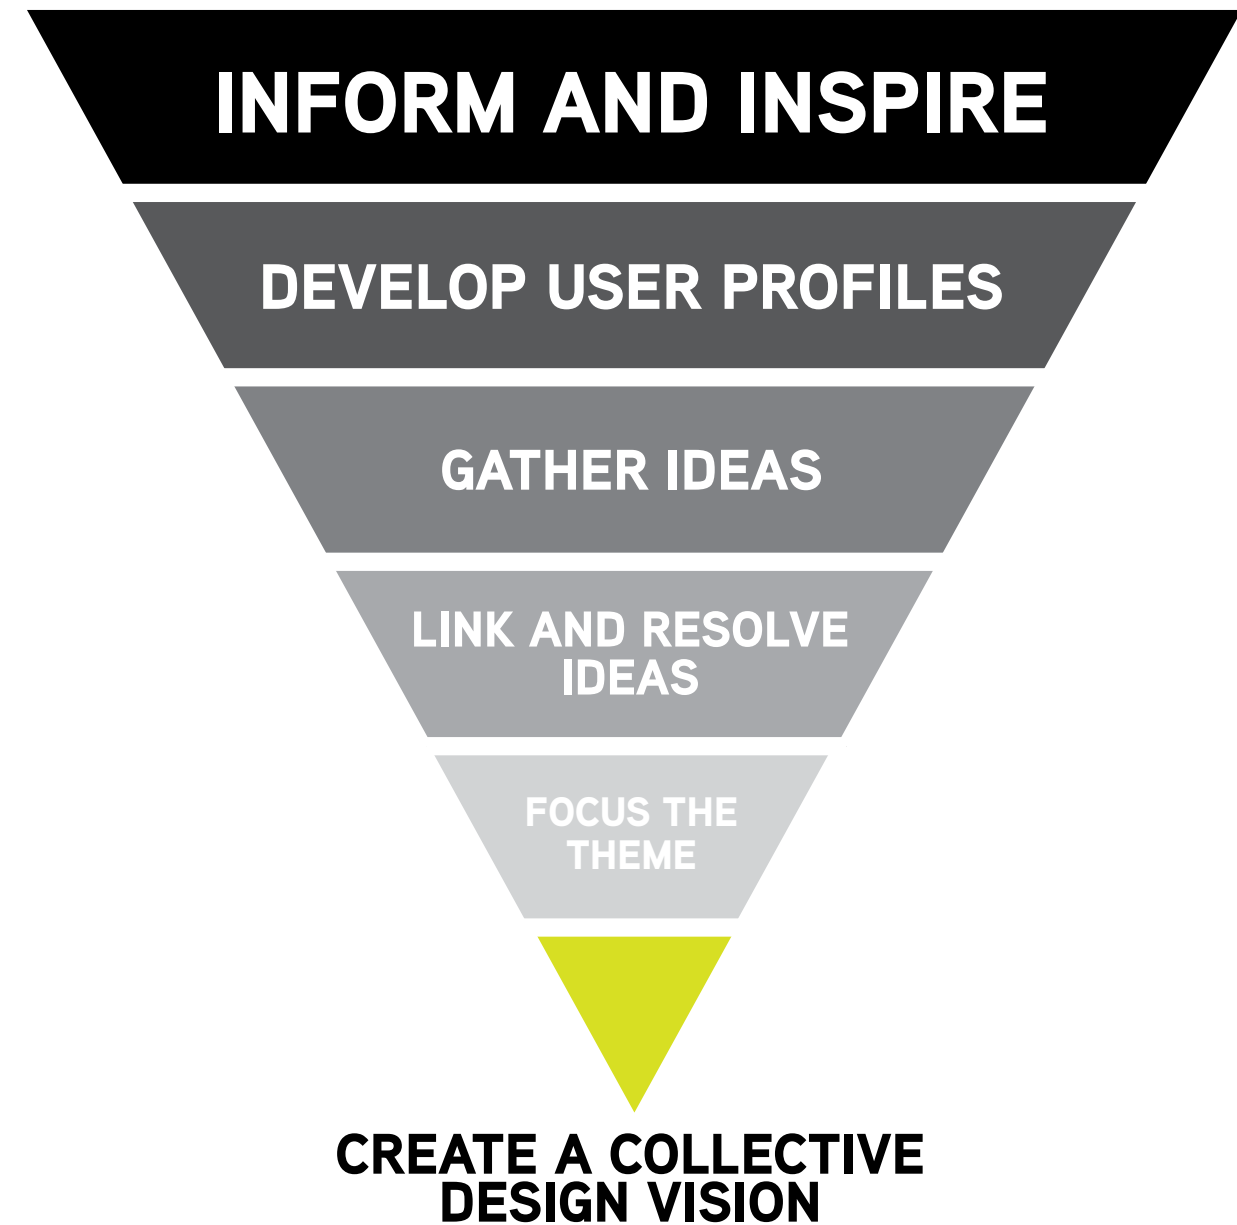 INFORM AND INSPIRE
DEVELOP USER PROFILES
GATHER IDEAS
LINK AND RESOLVE
IDEAS
FOCUS THE
THEME
CREATE A COLLECTIVE
DESIGN VISION